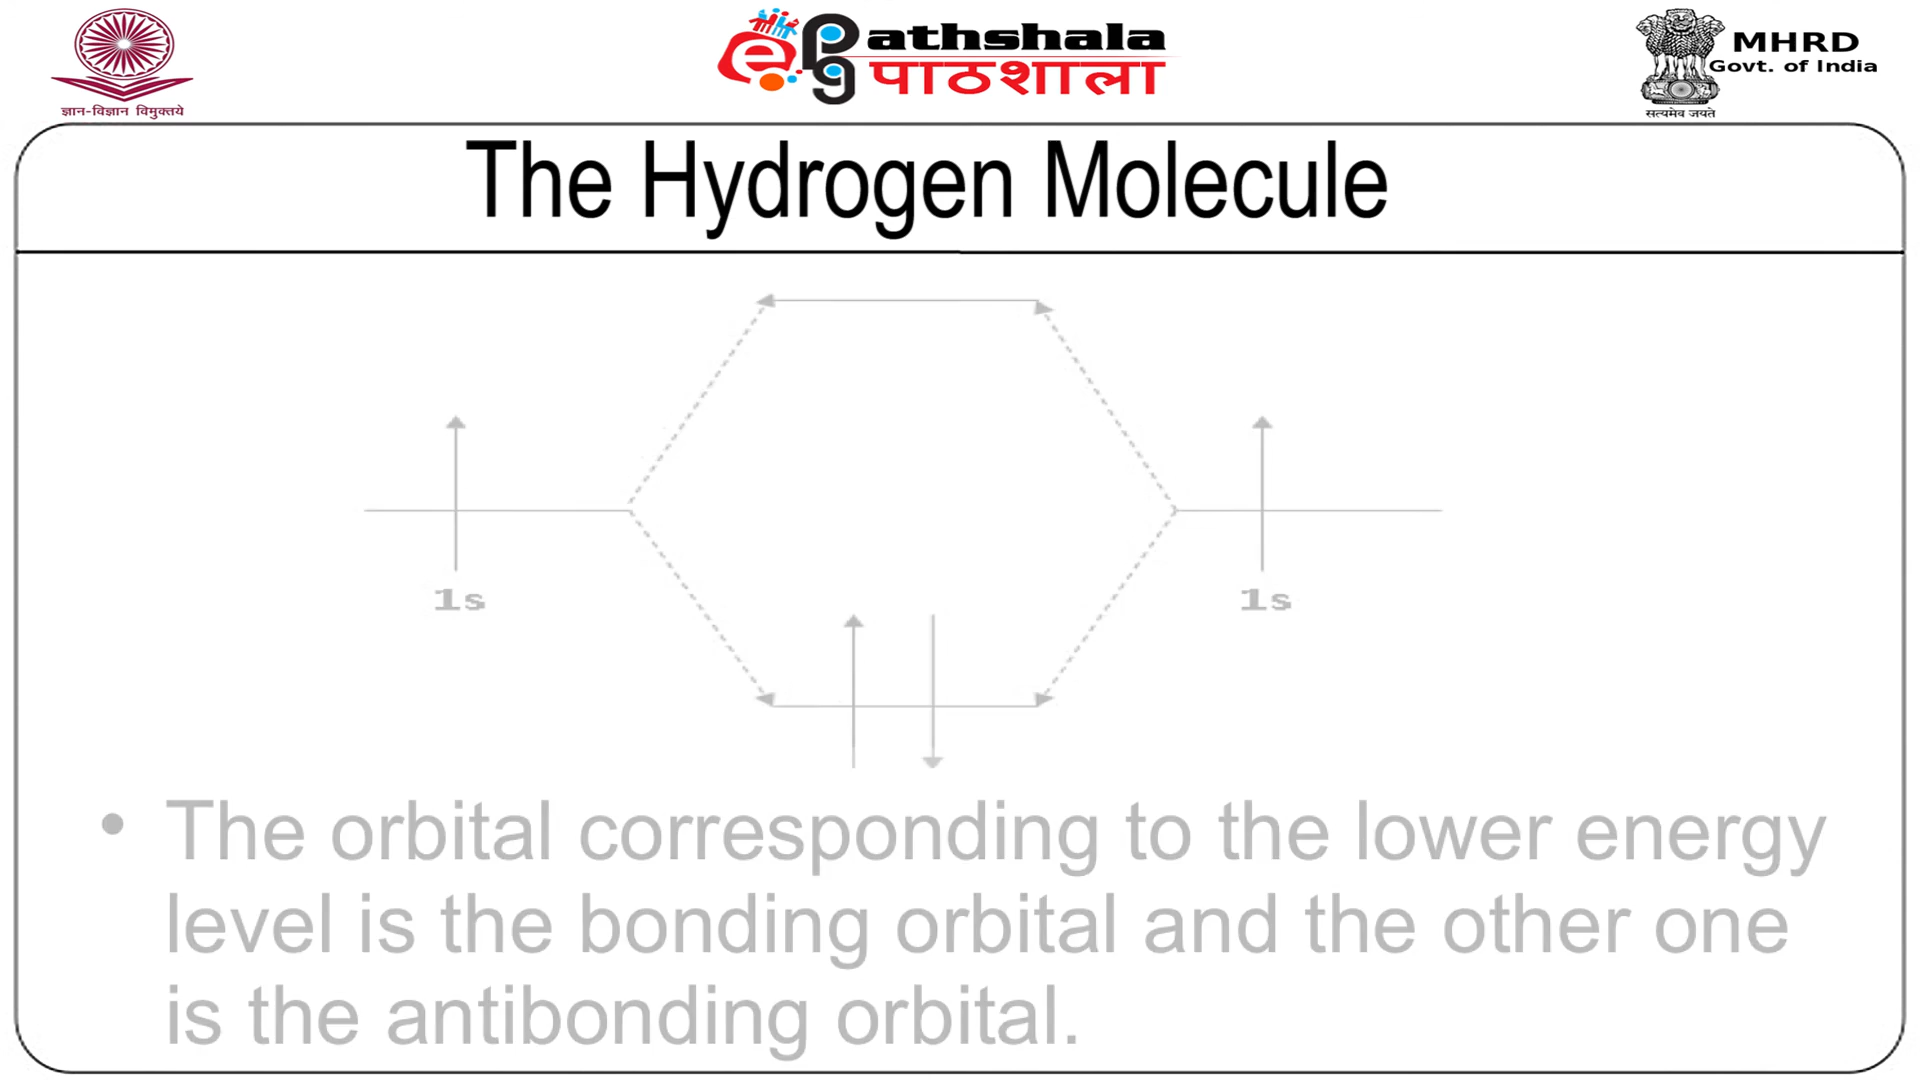 ज्ञान-विज्ञान विमुक्तये
e PG athshala
पाठशाला
MHRD
Govt. of India
सत्यमेव जयते
The Hydrogen Molecule
1s 1s
• The orbital corresponding to the lower energy
level is the bonding orbital and the other one
is the antibonding orbital.